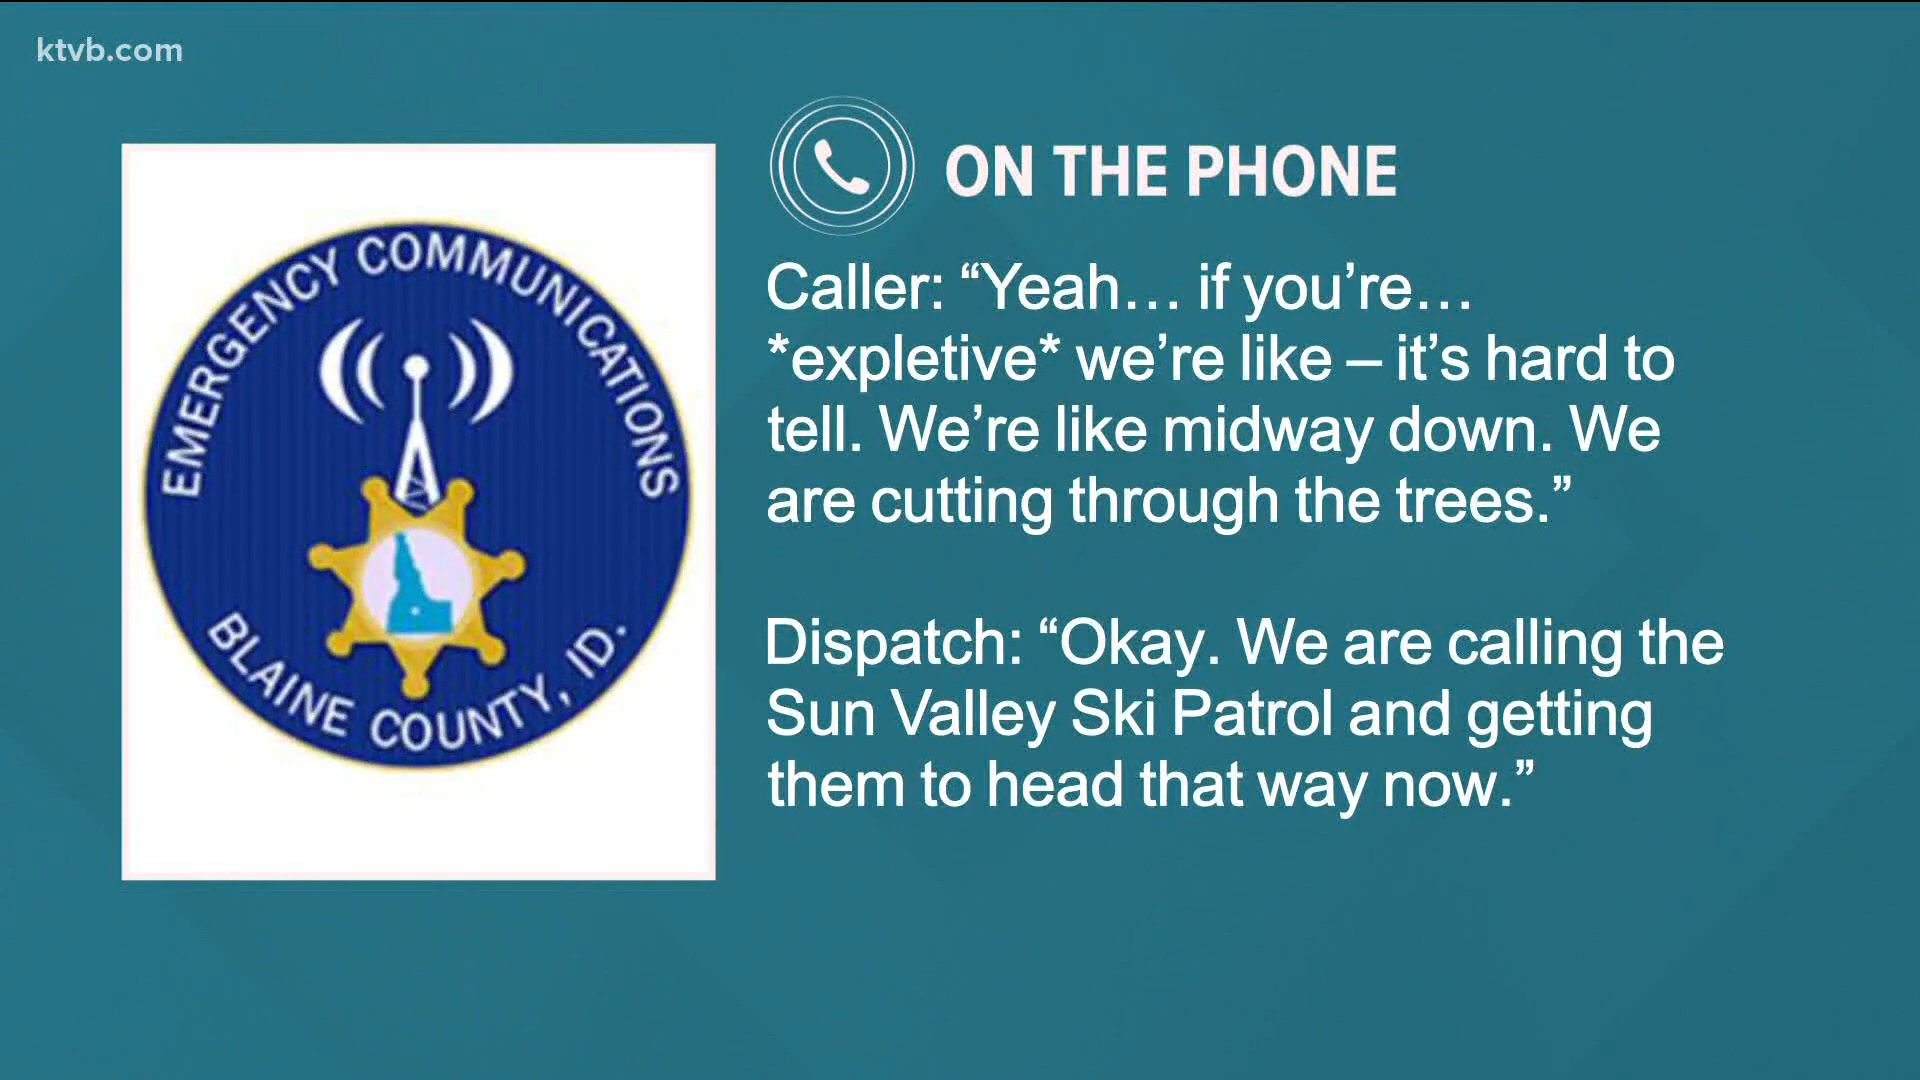 ktvb.com
EMERGENCY COMMUNICATIONS
BLAINE COUNTY, ID.
ON THE PHONE
Caller: “Yeah… if you’re…
*expletive* we’re like – it’s hard to
tell. We’re like midway down. We
are cutting through the trees.”
Dispatch: “Okay. We are calling the
Sun Valley Ski Patrol and getting
them to head that way now.”